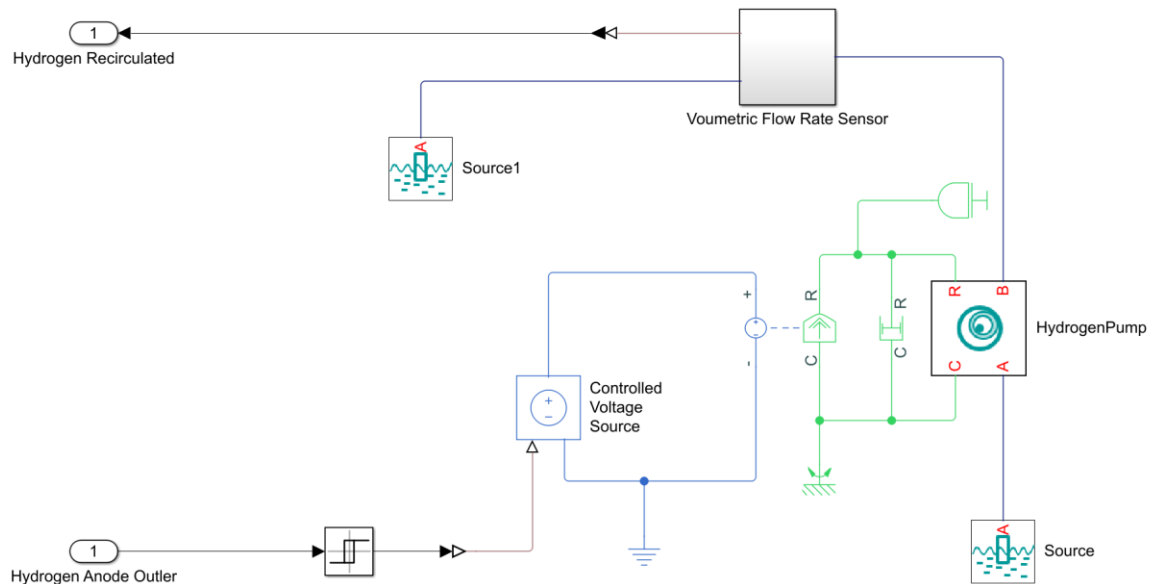 1
Hydrogen Recirculated
Voumetric Flow Rate Sensor
A
Source1
+
-
R
C
R
C
R
B
C
A
HydrogenPump
+
-
Controlled
Voltage
Source
A
Source
1
Hydrogen Anode Outler